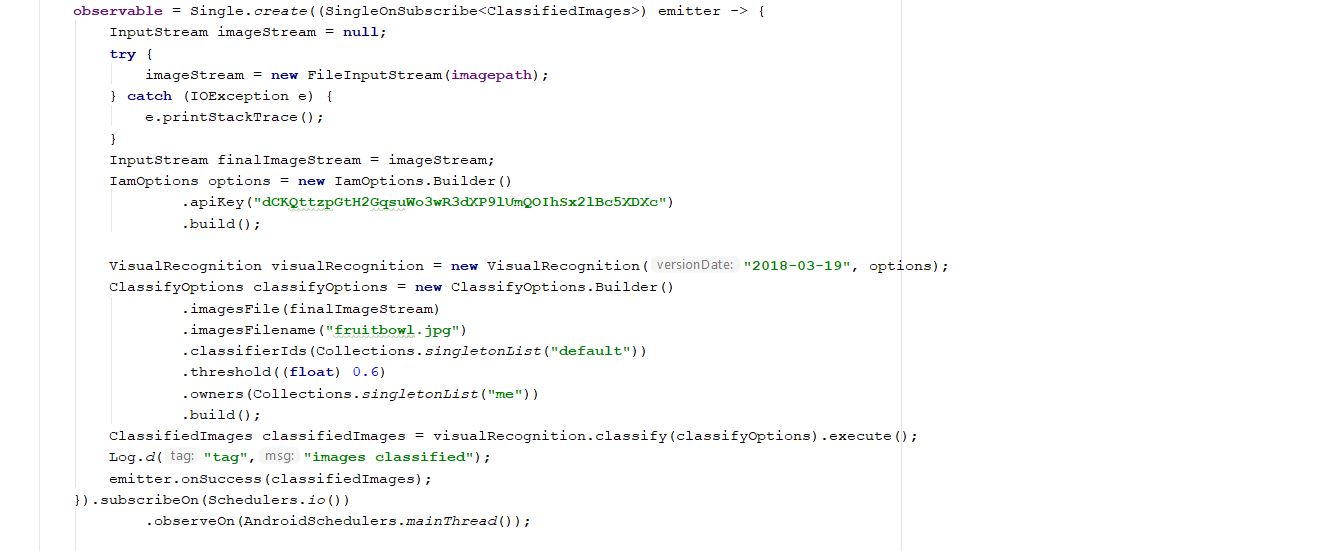 observable = Single.create((SingleOnSubscribe<ClassifiedImages>) emitter -> {
InputStream imageStream = null;
try {
imageStream = new FileInputStream(imagepath);
} catch (IOException e) {
e.printStackTrace();
}
InputStream finalImageStream = imageStream;
IamOptions options = new IamOptions.Builder()
.apiKey("dCKQttzpGtH2GqsuWo3wR3dXP9lUmQOIhSx2lBc5XDXc")
.build();
VisualRecognition visualRecognition = new VisualRecognition( versionDate: "2018-03-19", options);
ClassifyOptions classifyOptions = new ClassifyOptions.Builder()
.imagesFile(finalImageStream)
.imagesFilename("fruitbowl.jpg")
.classifierIds(Collections.singletonList("default"))
.threshold((float) 0.6)
.owners(Collections.singletonList("me"))
.build();
ClassifiedImages classifiedImages = visualRecognition.classify(classifyOptions).execute();
Log.d( tag: "tag", msg: "images classified");
emitter.onSuccess(classifiedImages);
}).subscribeOn(Schedulers.io())
.observeOn(AndroidSchedulers.mainThread());